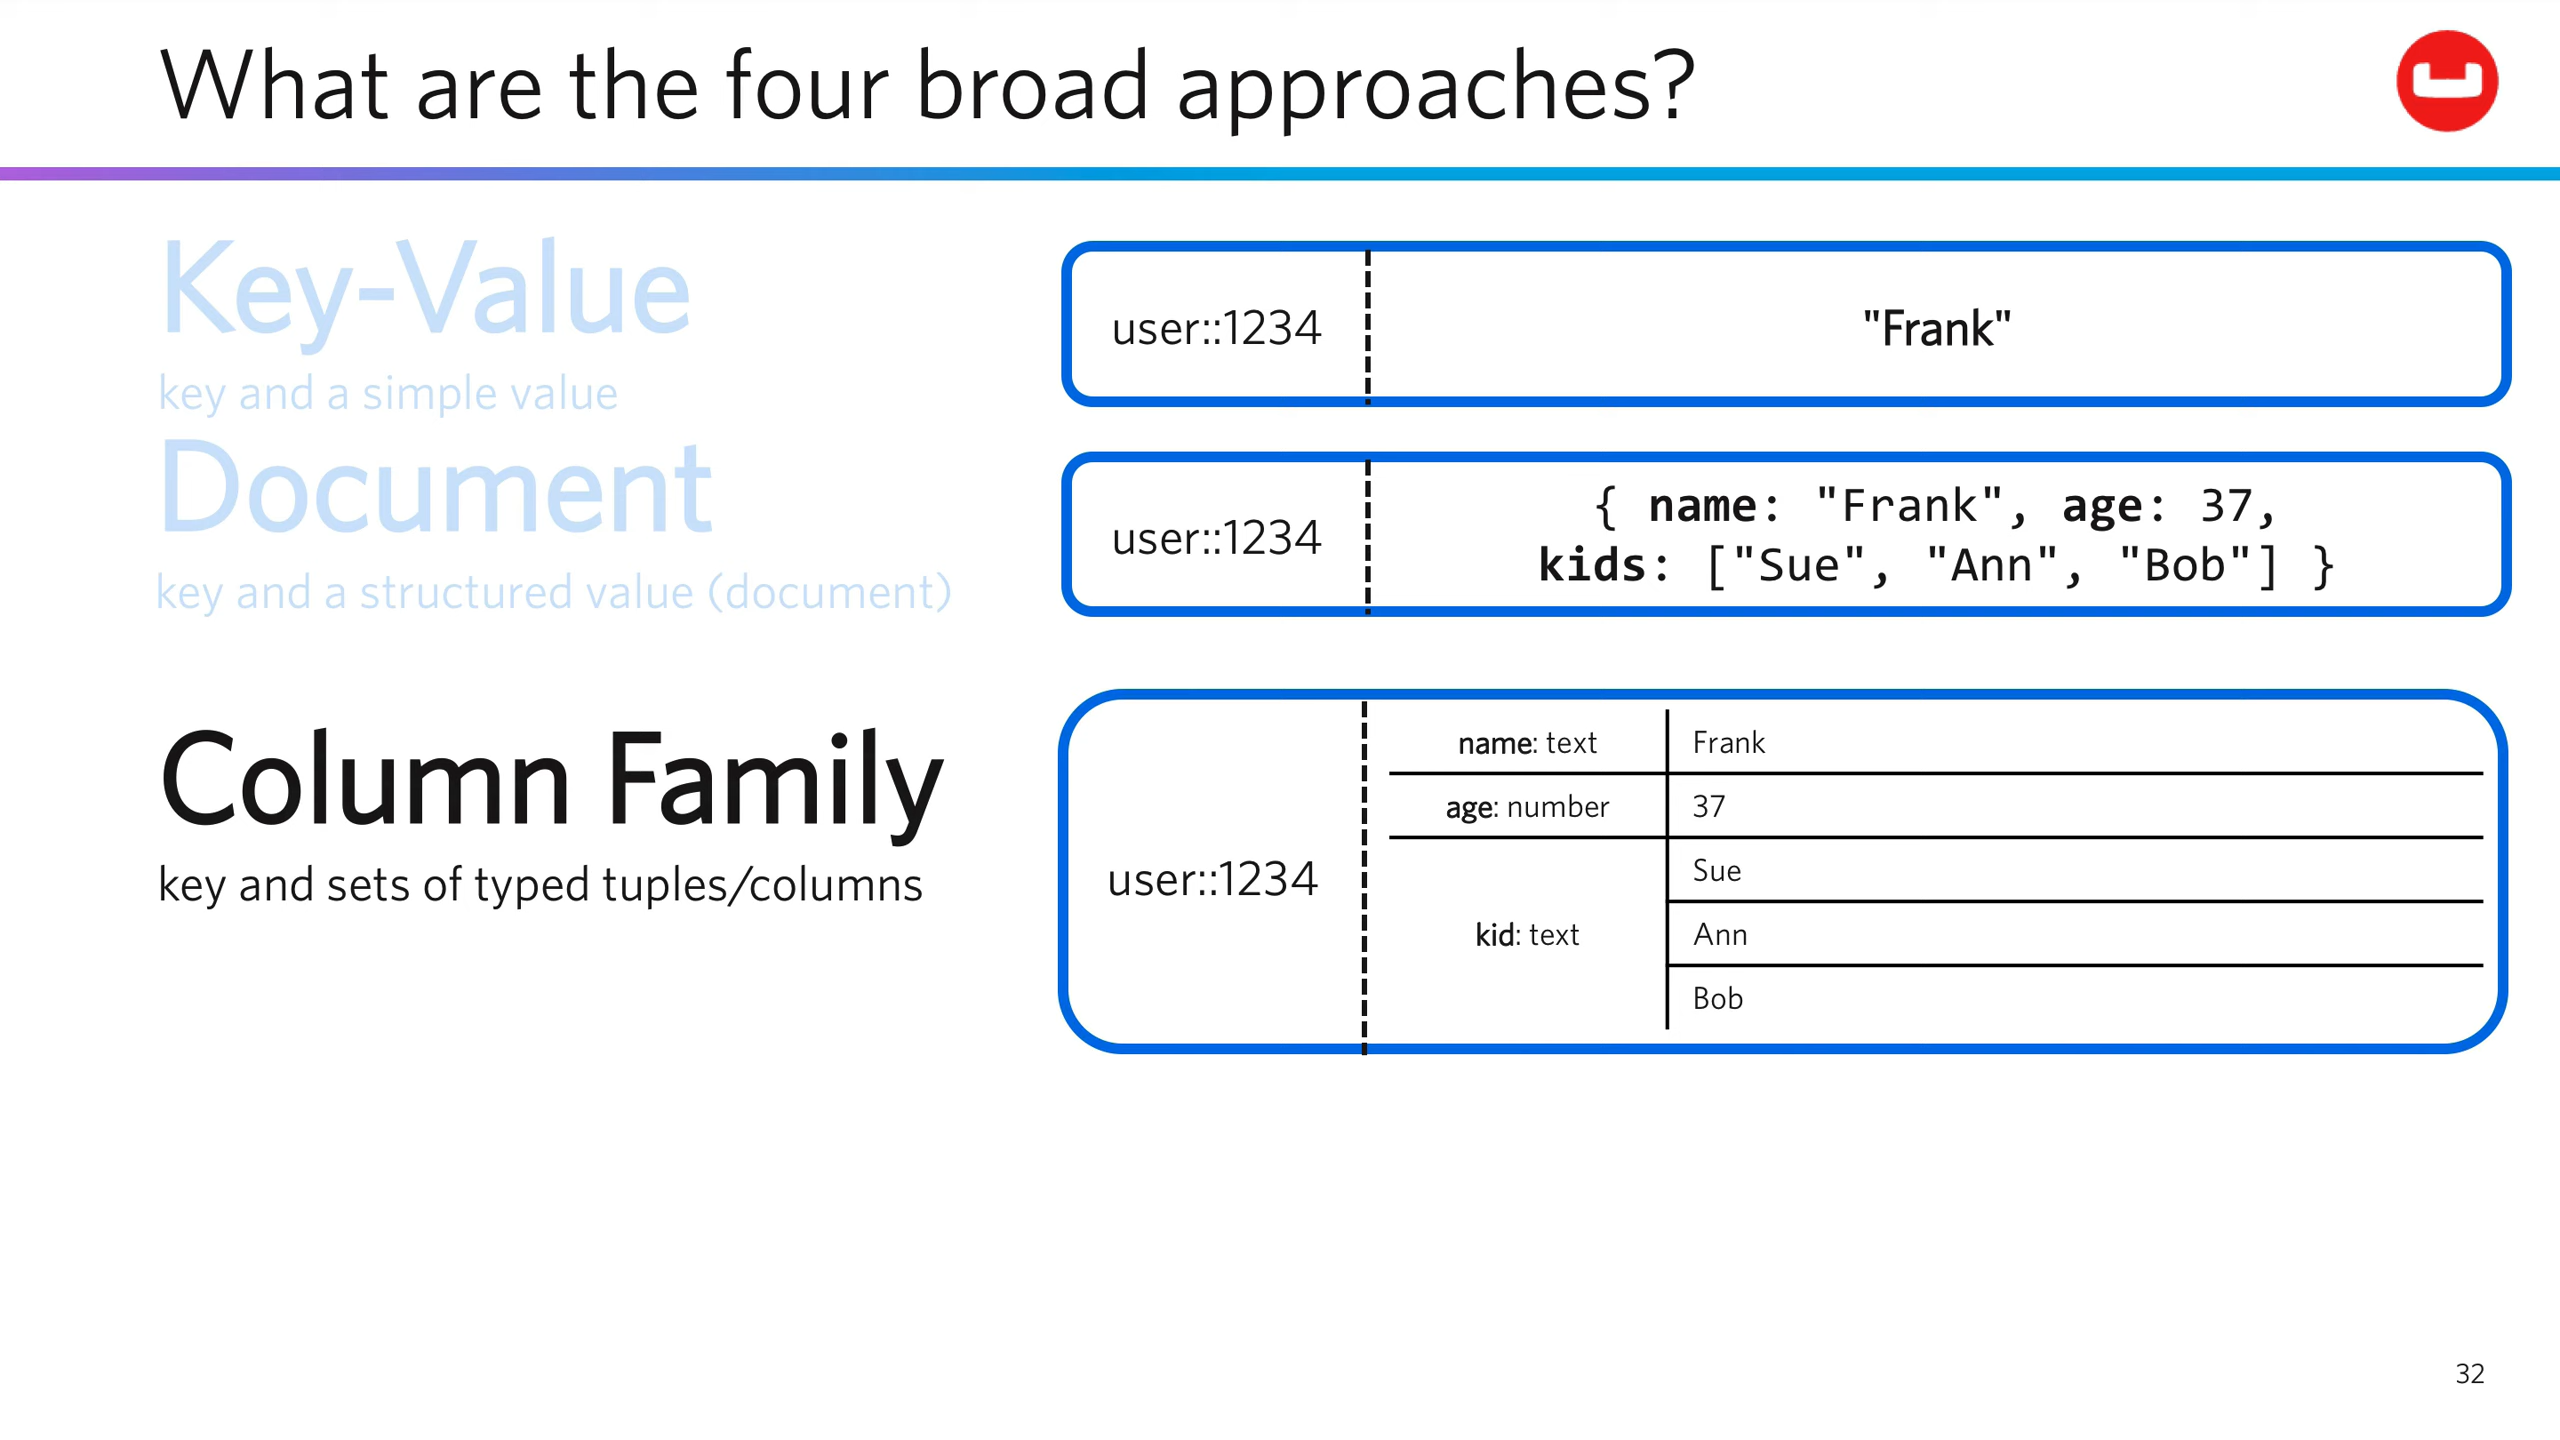 What are the four broad approaches?
Key-Value
key and a simple value
user::1234
"Frank"
Document
key and a structured value (document)
user::1234
{ name: "Frank", age: 37,
kids: ["Sue", "Ann", "Bob"] }
Column Family
key and sets of typed tuples/columns
user::1234
name: text
Frank
age: number
37
kid: text
Sue
Ann
Bob
32